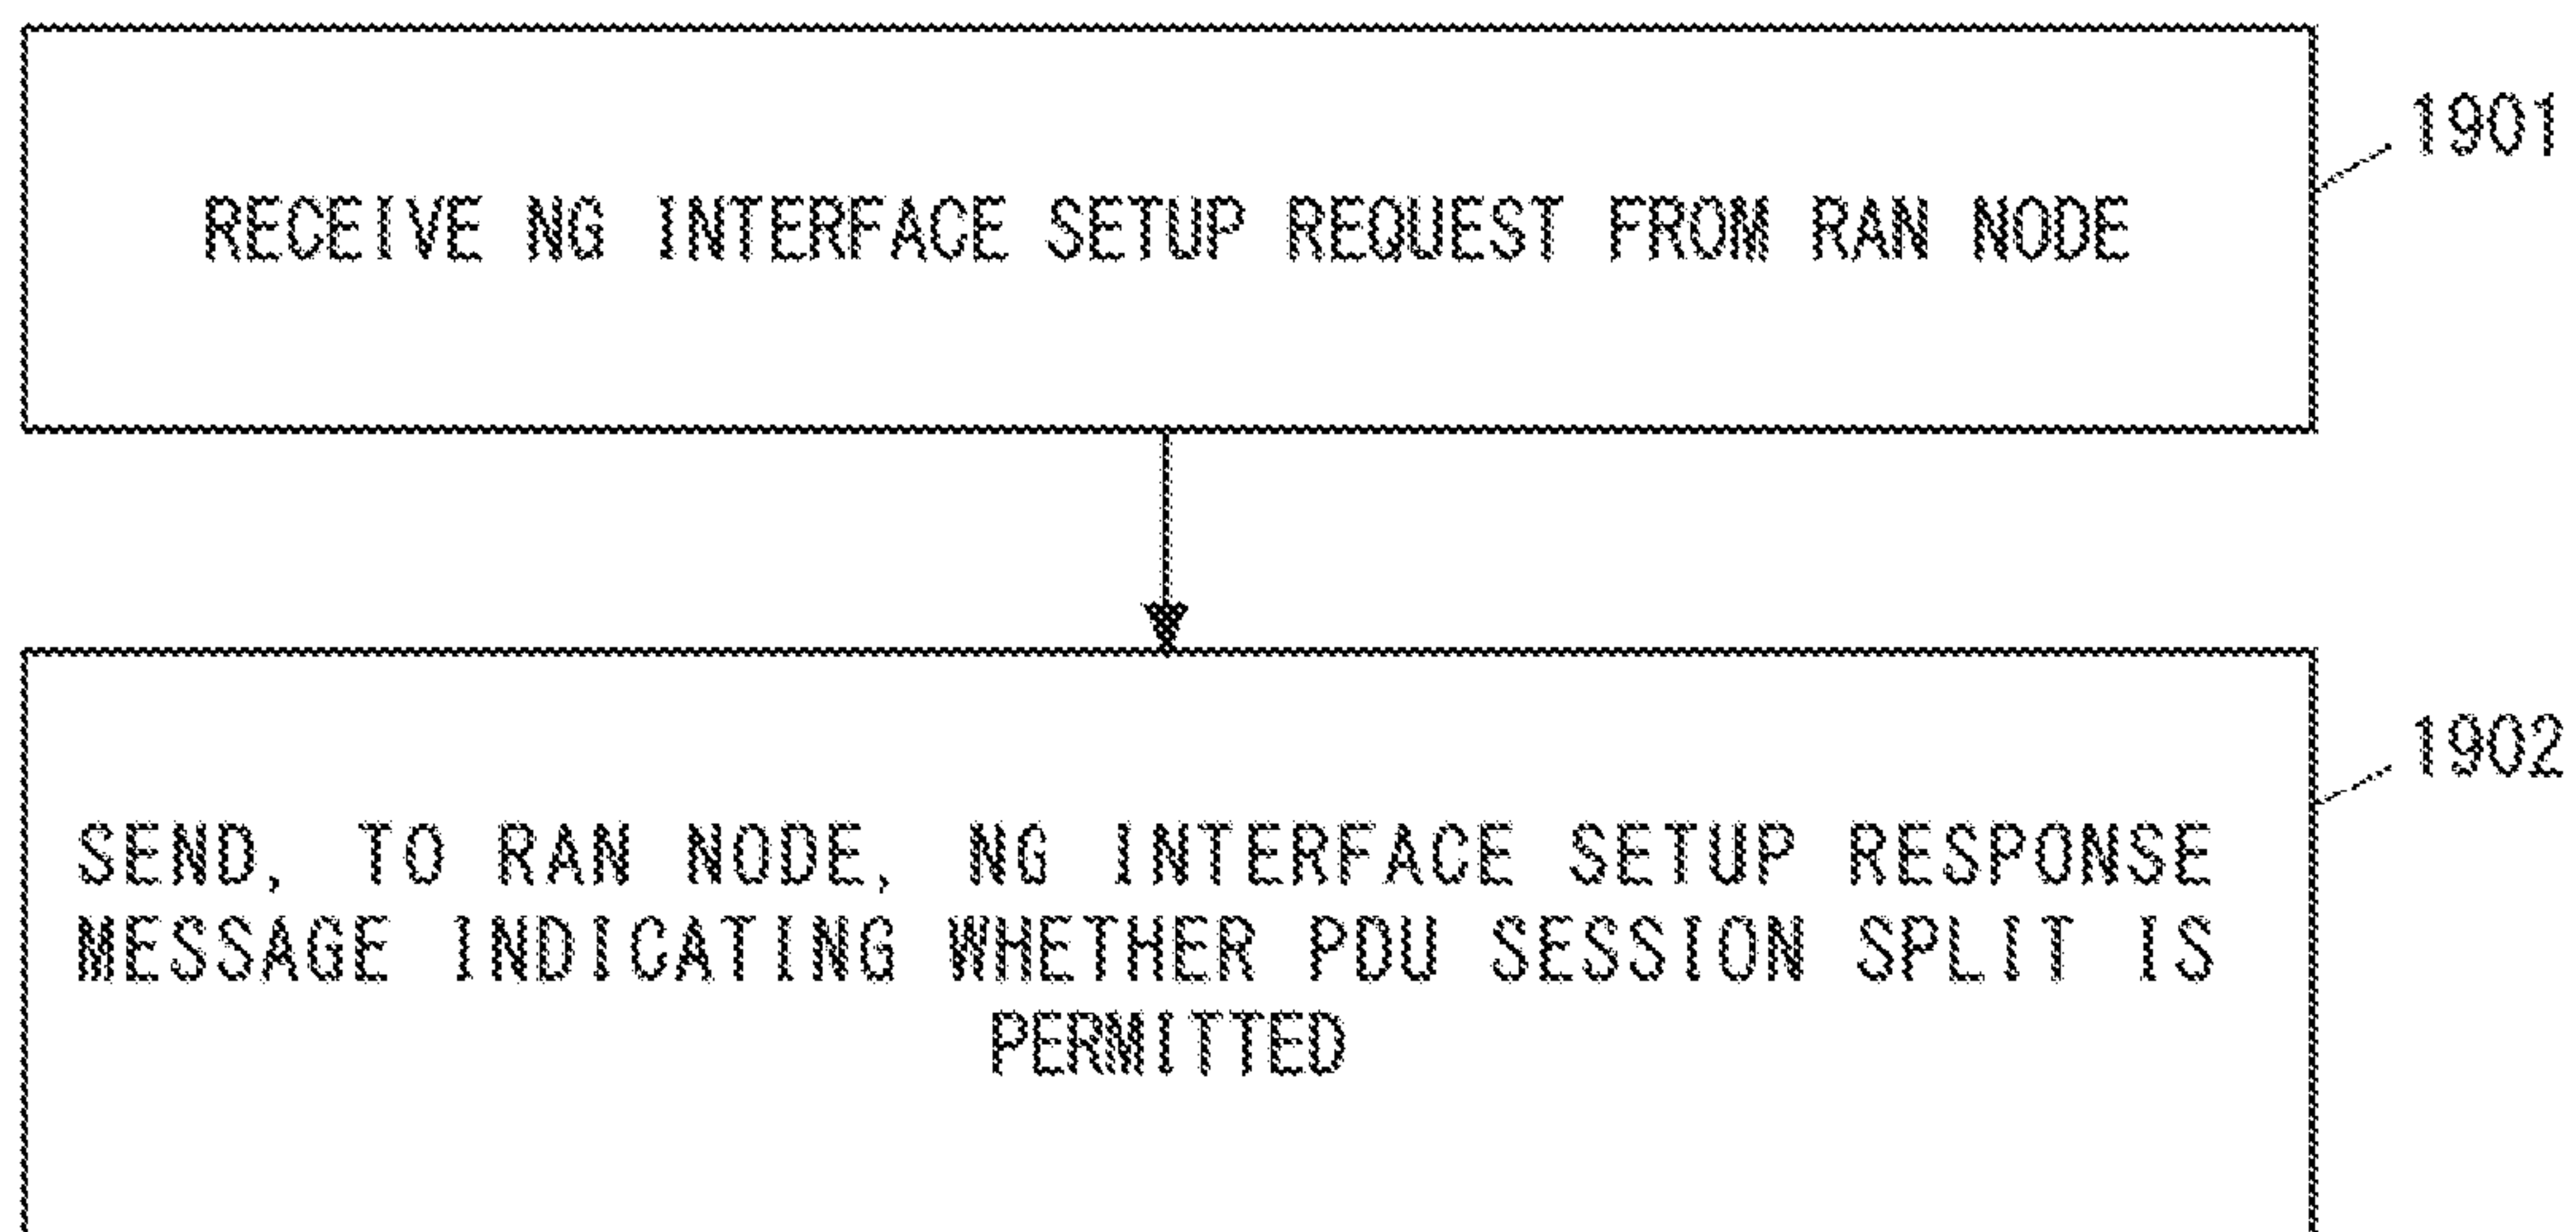 RECEIVE NG INTERFACE SETUP REQUEST FROM RAN NODE
1901
SEND, TO RAN NODE, NG INTERFACE SETUP RESPONSE
MESSAGE INDICATING WHETHER PDU SESSION SPLIT IS
PERMITTED
1902